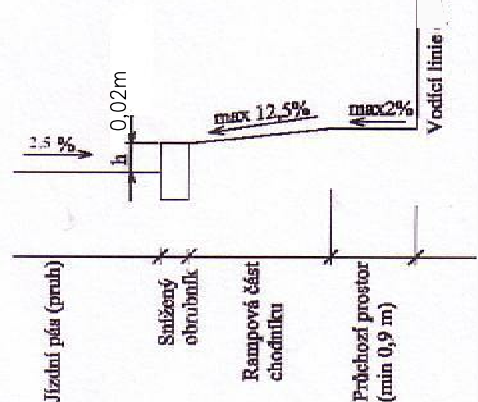 0,02m
max 12,5%
max2%
Vodící linie
2,5 %
h
Jízdní pás (pruh)
Snížený
obrubník
Rampová část
chodníku
Průchozí prostor
(min 0,9 m)